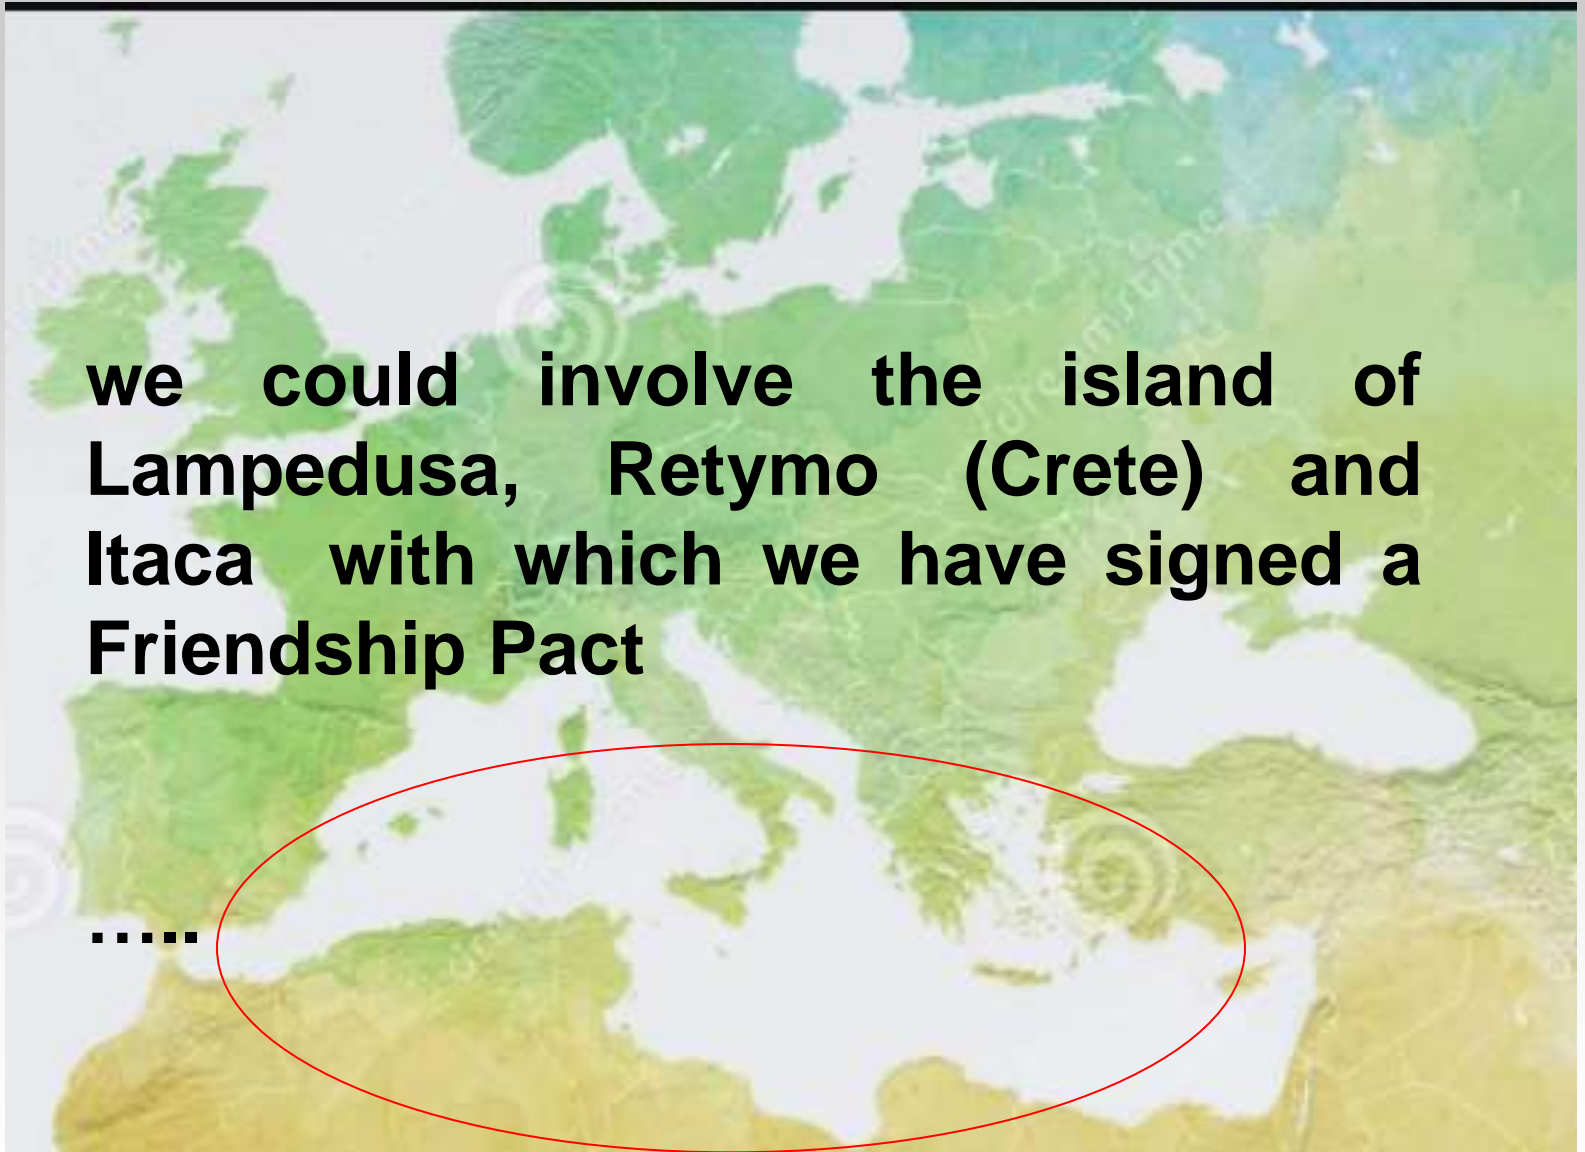 we could involve the island of
Lampedusa, Retymo (Crete) and
Itaca with which we have signed a
Friendship Pact
…..